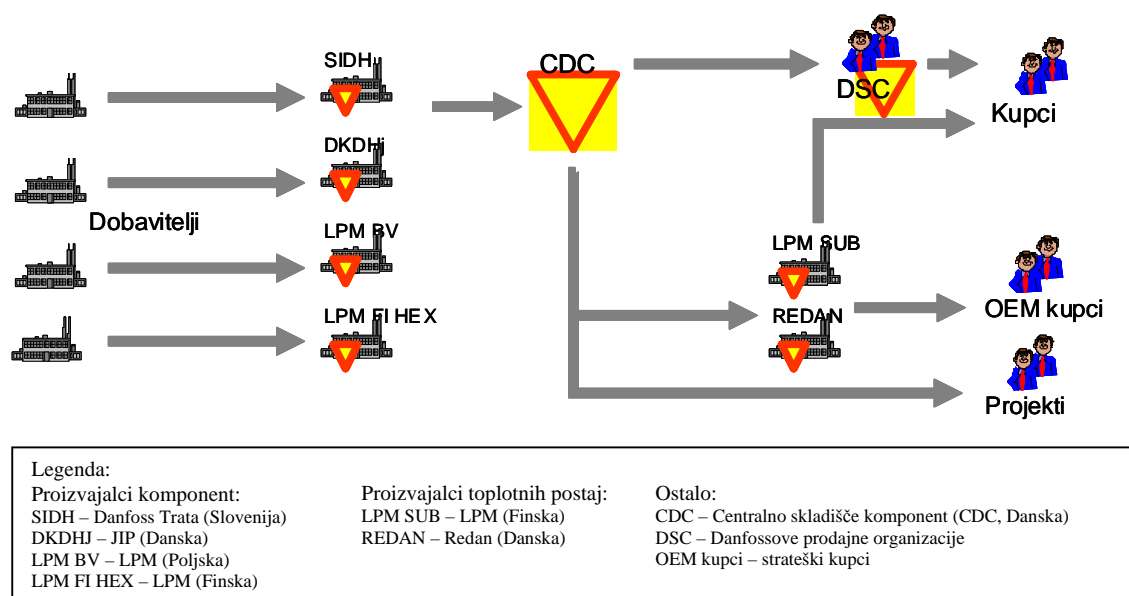 SIDH
CDC
DSC
Kupci
DKDHj
Dobavitelji
LPM BV
LPM SUB
LPM FI HEX
REDAN
OEM kupci
Projekti
Legenda:
Proizvajalci komponent:
SIDH – Danfoss Trata (Slovenija)
DKDHJ – JIP (Danska)
LPM BV – LPM (Poljska)
LPM FI HEX – LPM (Finska)
Proizvajalci toplotnih postaj:
LPM SUB – LPM (Finska)
REDAN – Redan (Danska)
Ostalo:
CDC – Centralno skladišče komponent (CDC, Danska)
DSC – Danfossove prodajne organizacije
OEM kupci – strateški kupci